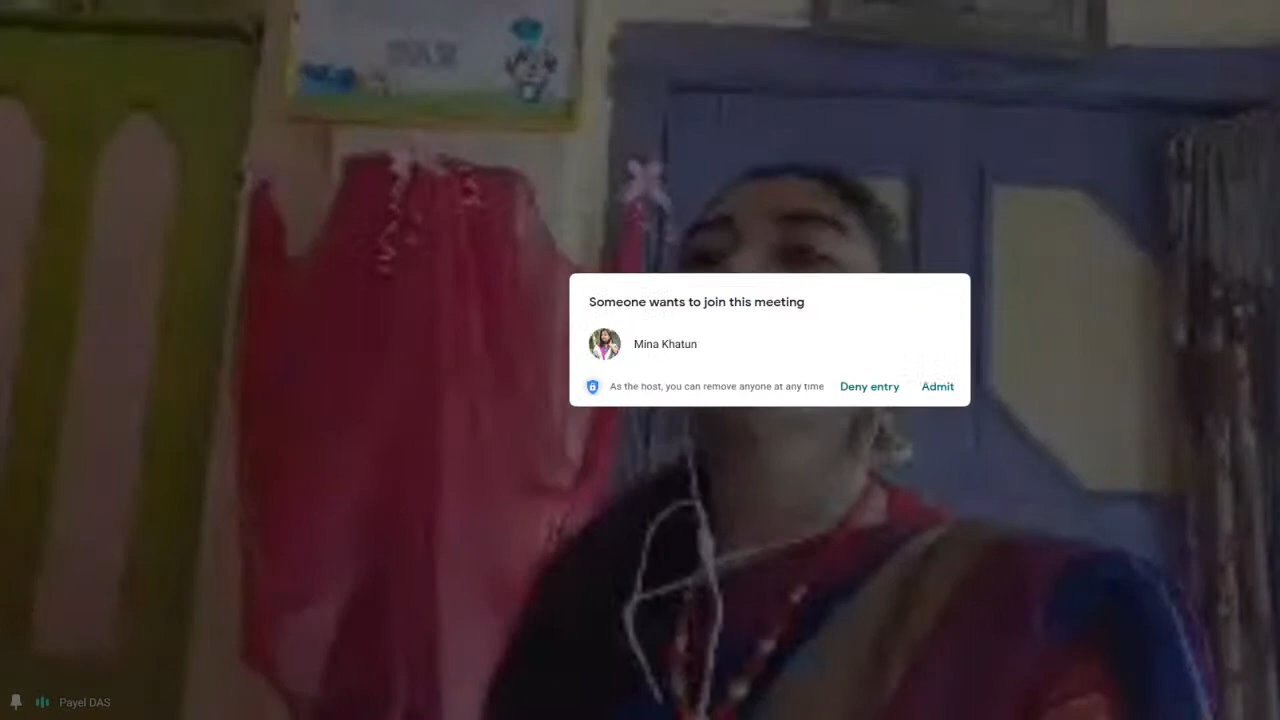 Someone wants to join this meeting
Mina Khatun
As the host, you can remove anyone at any time
Deny entry
Admit
Payel DAS